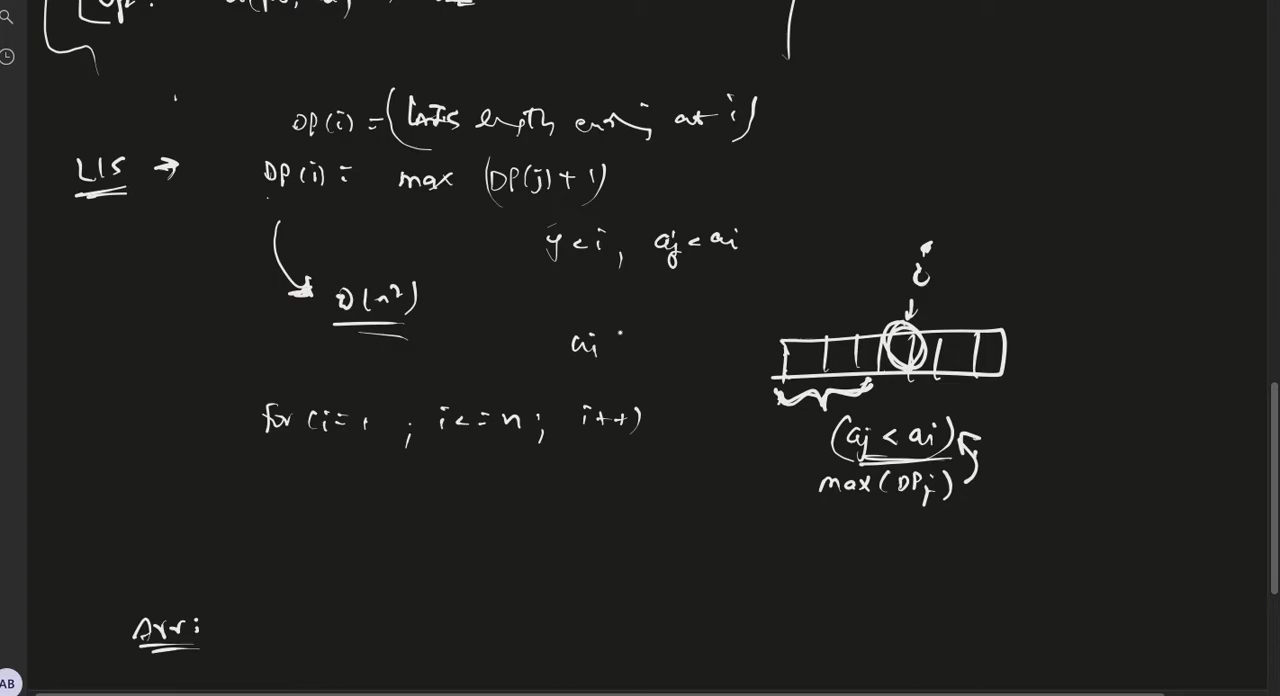 DP(i) = ( length ending at i)
LIS → DP(i) = max (DP(j) + 1)
j < i, aj < ai
O(n²)
i
ai
for (i=1; i<=n; i++)
(aj < ai)
max(DPj)
Arr:
AB